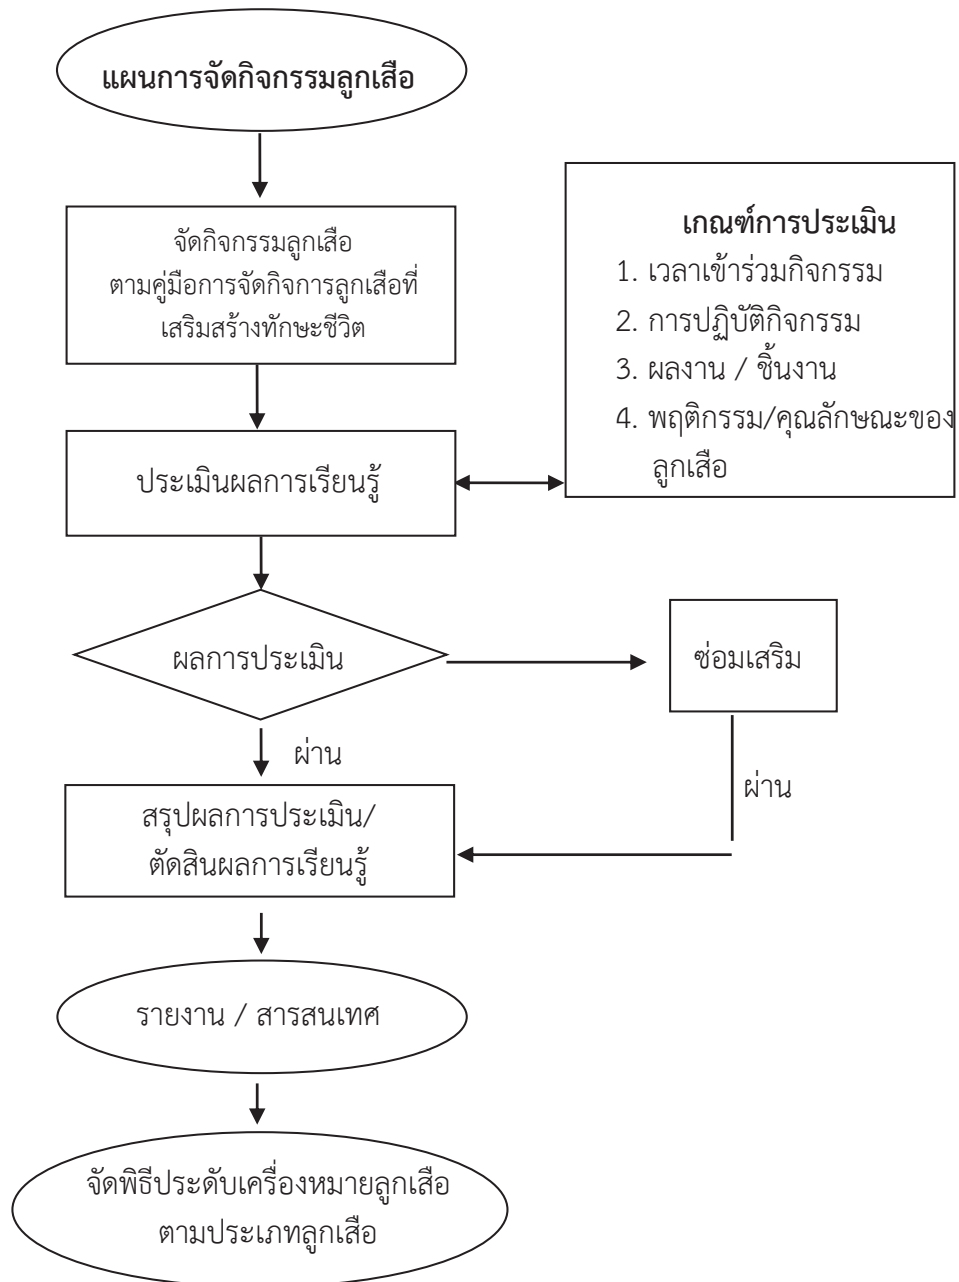 แผนการจัดกิจกรรมลูกเสือ
จัดกิจกรรมลูกเสือ
ตามคู่มือการจัดกิจการลูกเสือที่
เสริมสร้างทักษะชีวิต
เกณฑ์การประเมิน
1. เวลาเข้าร่วมกิจกรรม
2. การปฏิบัติกิจกรรม
3. ผลงาน / ชิ้นงาน
4. พฤติกรรม/คุณลักษณะของ
ลูกเสือ
ประเมินผลการเรียนรู้
ผลการประเมิน
ซ่อมเสริม
ผ่าน
ผ่าน
สรุปผลการประเมิน/
ตัดสินผลการเรียนรู้
รายงาน / สารสนเทศ
จัดพิธีประดับเครื่องหมายลูกเสือ
ตามประเภทลูกเสือ